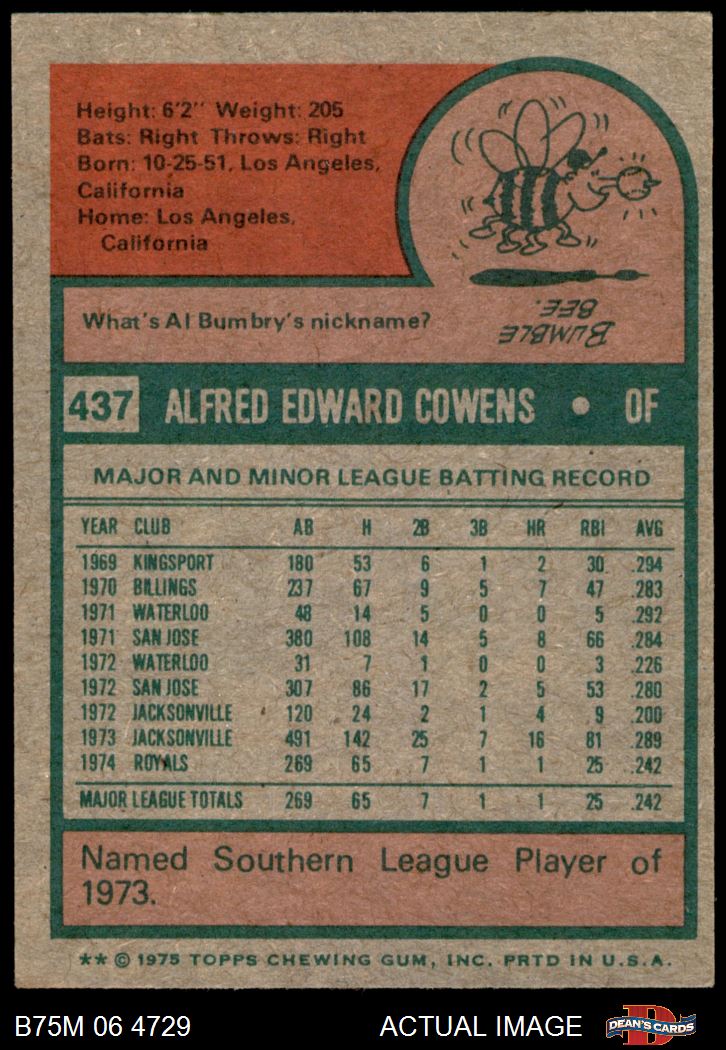 Height: 6'2" Weight: 205
Bats: Right Throws: Right
Born: 10-25-51, Los Angeles,
California
Home: Los Angeles,
California
What's Al Bumbry's nickname?
BUMBLE
BEE.
437 ALFRED EDWARD COWENS • OF
MAJOR AND MINOR LEAGUE BATTING RECORD
YEAR CLUB AB H 2B 3B HR RBI AVG
1969 KINGSPORT 180 53 6 1 2 30 .294
1970 BILLINGS 237 67 9 5 7 47 .283
1971 WATERLOO 48 14 5 0 0 5 .292
1971 SAN JOSE 380 108 14 5 8 66 .284
1972 WATERLOO 31 7 1 0 0 3 .226
1972 SAN JOSE 307 86 17 2 5 53 .280
1972 JACKSONVILLE 120 24 2 1 4 9 .200
1973 JACKSONVILLE 491 142 25 7 16 81 .289
1974 ROYALS 269 65 7 1 1 25 .242
MAJOR LEAGUE TOTALS 269 65 7 1 1 25 .242
Named Southern League Player of
1973.
** © 1975 TOPPS CHEWING GUM, INC. PRTD IN U.S.A.
B75M 06 4729 ACTUAL IMAGE D DEAN'S CARDS